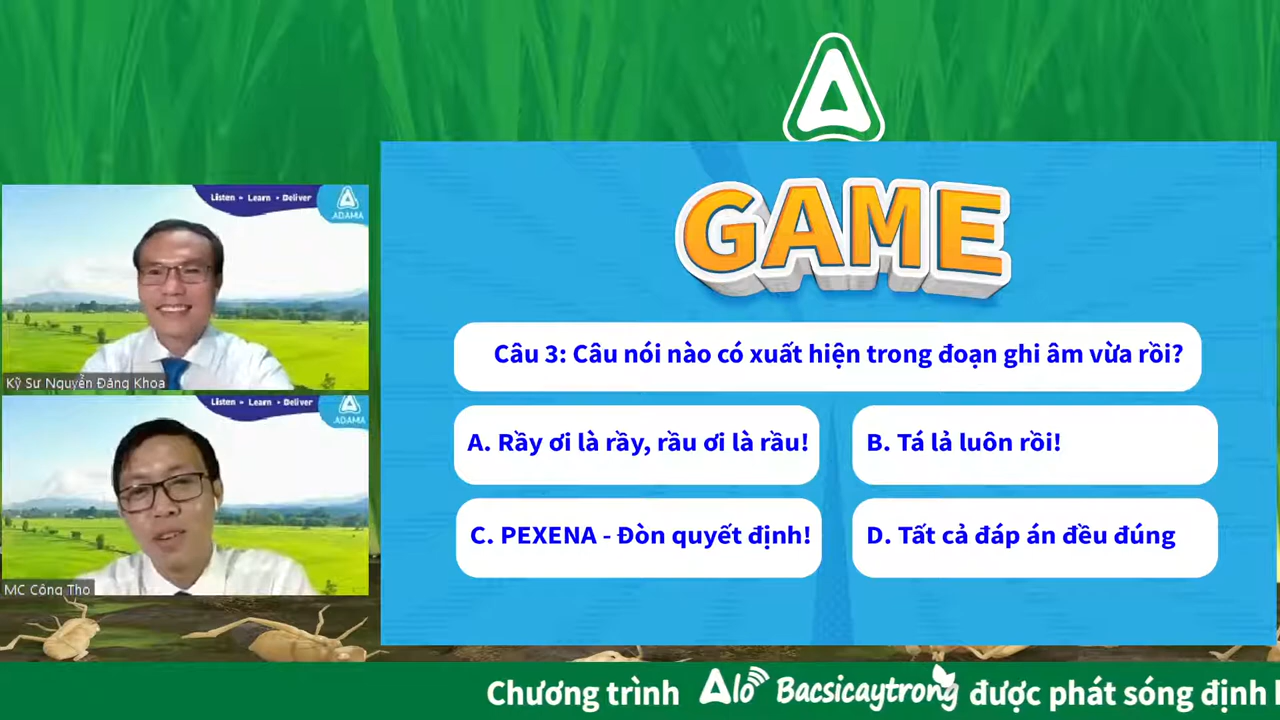 Listen • Learn • Deliver
ADAMA
Kỹ Sư Nguyễn Đăng Khoa
Listen • Learn • Deliver
ADAMA
MC Công Thọ
GAME
Câu 3: Câu nói nào có xuất hiện trong đoạn ghi âm vừa rồi?
A. Rầy ơi là rầy, rầu ơi là rầu!
B. Tá lả luôn rồi!
C. PEXENA - Đòn quyết định!
D. Tất cả đáp án đều đúng
Chương trình Alô Bacsicaytrong được phát sóng định